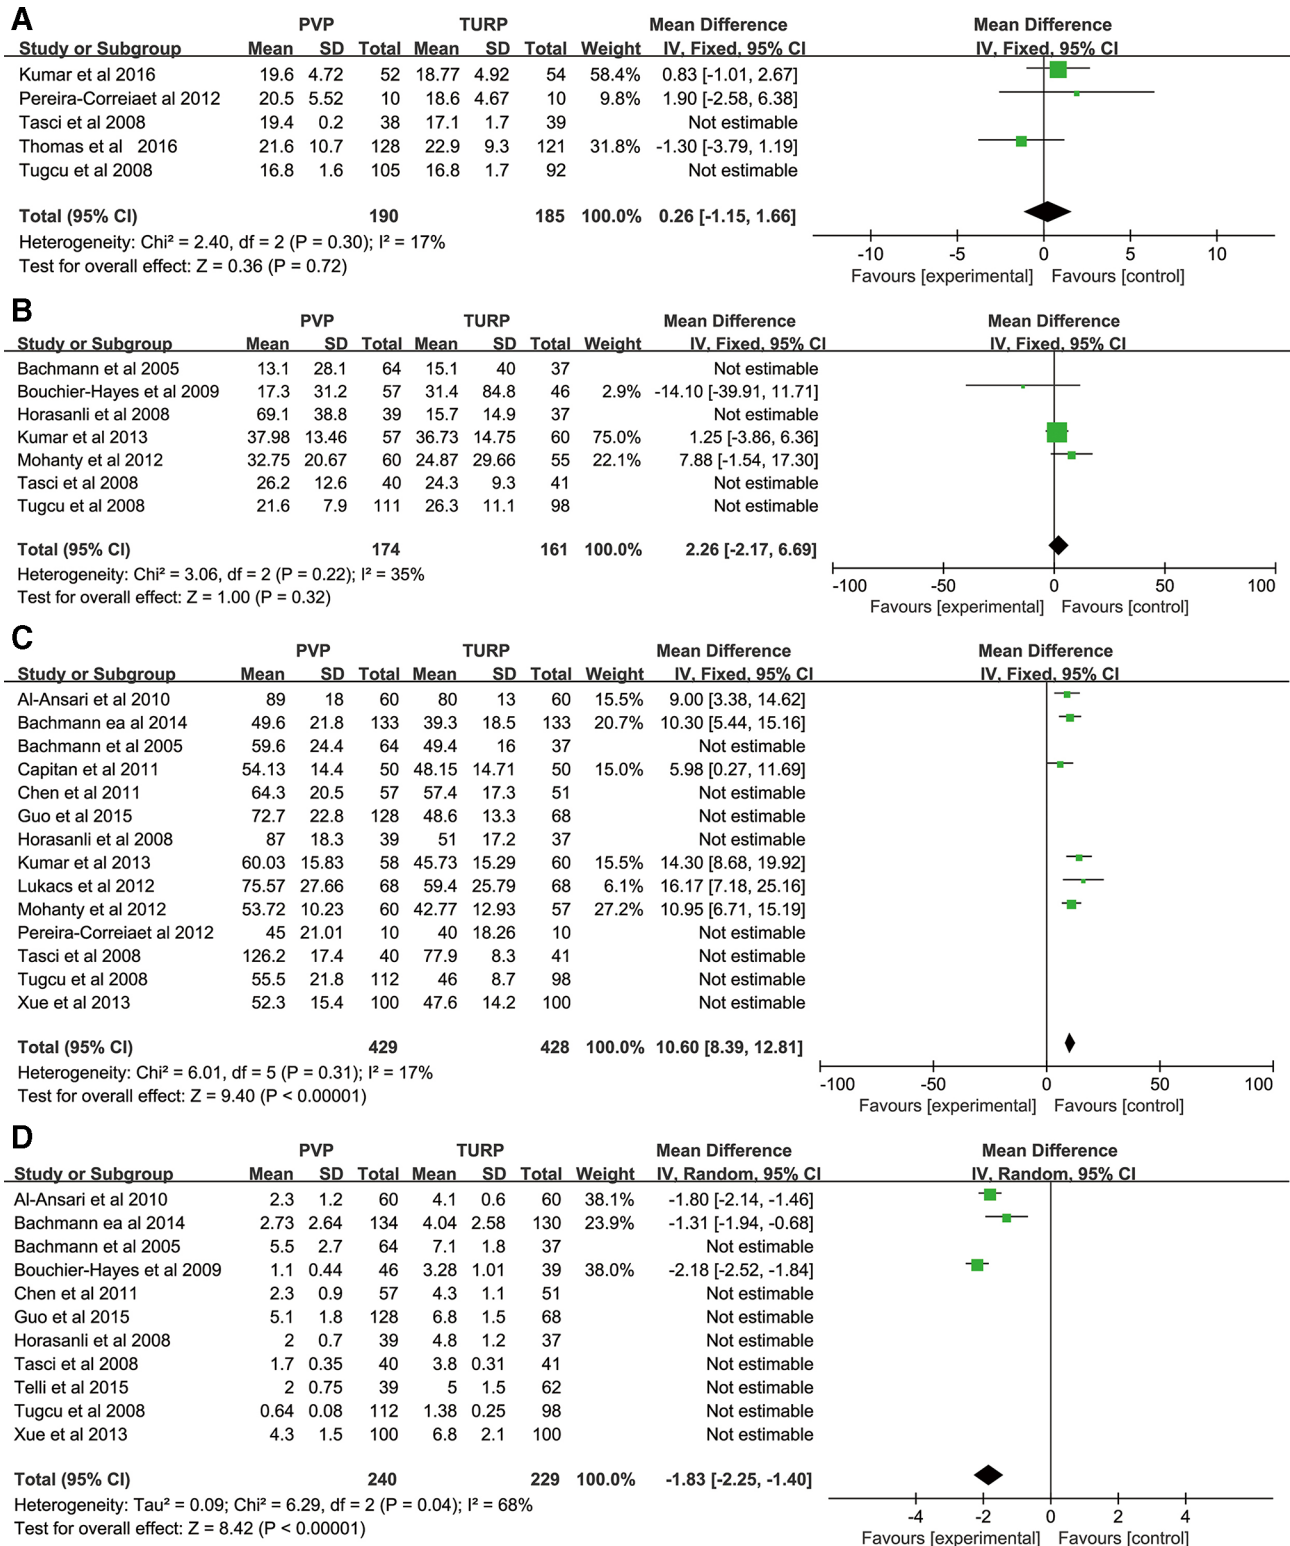 A
PVP TURP Mean Difference Mean Difference
Study or Subgroup Mean SD Total Mean SD Total Weight IV, Fixed, 95% CI IV, Fixed, 95% CI
Kumar et al 2016 19.6 4.72 52 18.77 4.92 54 58.4% 0.83 [-1.01, 2.67]
Pereira-Correiaet al 2012 20.5 5.52 10 18.6 4.67 10 9.8% 1.90 [-2.58, 6.38]
Tasci et al 2008 19.4 0.2 38 17.1 1.7 39 Not estimable
Thomas et al 2016 21.6 10.7 128 22.9 9.3 121 31.8% -1.30 [-3.79, 1.19]
Tugcu et al 2008 16.8 1.6 105 16.8 1.7 92 Not estimable
Total (95% CI) 190 185 100.0% 0.26 [-1.15, 1.66]
Heterogeneity: Chi² = 2.40, df = 2 (P = 0.30); I² = 17%
Test for overall effect: Z = 0.36 (P = 0.72)
-10 -5 0 5 10
Favours [experimental] Favours [control]
B
PVP TURP Mean Difference Mean Difference
Study or Subgroup Mean SD Total Mean SD Total Weight IV, Fixed, 95% CI IV, Fixed, 95% CI
Bachmann et al 2005 13.1 28.1 64 15.1 40 37 Not estimable
Bouchier-Hayes et al 2009 17.3 31.2 57 31.4 84.8 46 2.9% -14.10 [-39.91, 11.71]
Horasanli et al 2008 69.1 38.8 39 15.7 14.9 37 Not estimable
Kumar et al 2013 37.98 13.46 57 36.73 14.75 60 75.0% 1.25 [-3.86, 6.36]
Mohanty et al 2012 32.75 20.67 60 24.87 29.66 55 22.1% 7.88 [-1.54, 17.30]
Tasci et al 2008 26.2 12.6 40 24.3 9.3 41 Not estimable
Tugcu et al 2008 21.6 7.9 111 26.3 11.1 98 Not estimable
Total (95% CI) 174 161 100.0% 2.26 [-2.17, 6.69]
Heterogeneity: Chi² = 3.06, df = 2 (P = 0.22); I² = 35%
Test for overall effect: Z = 1.00 (P = 0.32)
-100 -50 0 50 100
Favours [experimental] Favours [control]
C
PVP TURP Mean Difference Mean Difference
Study or Subgroup Mean SD Total Mean SD Total Weight IV, Fixed, 95% CI IV, Fixed, 95% CI
Al-Ansari et al 2010 89 18 60 80 13 60 15.5% 9.00 [3.38, 14.62]
Bachmann ea al 2014 49.6 21.8 133 39.3 18.5 133 20.7% 10.30 [5.44, 15.16]
Bachmann et al 2005 59.6 24.4 64 49.4 16 37 Not estimable
Capitan et al 2011 54.13 14.4 50 48.15 14.71 50 15.0% 5.98 [0.27, 11.69]
Chen et al 2011 64.3 20.5 57 57.4 17.3 51 Not estimable
Guo et al 2015 72.7 22.8 128 48.6 13.3 68 Not estimable
Horasanli et al 2008 87 18.3 39 51 17.2 37 Not estimable
Kumar et al 2013 60.03 15.83 58 45.73 15.29 60 15.5% 14.30 [8.68, 19.92]
Lukacs et al 2012 75.57 27.66 68 59.4 25.79 68 6.1% 16.17 [7.18, 25.16]
Mohanty et al 2012 53.72 10.23 60 42.77 12.93 57 27.2% 10.95 [6.71, 15.19]
Pereira-Correiaet al 2012 45 21.01 10 40 18.26 10 Not estimable
Tasci et al 2008 126.2 17.4 40 77.9 8.3 41 Not estimable
Tugcu et al 2008 55.5 21.8 112 46 8.7 98 Not estimable
Xue et al 2013 52.3 15.4 100 47.6 14.2 100 Not estimable
Total (95% CI) 429 428 100.0% 10.60 [8.39, 12.81]
Heterogeneity: Chi² = 6.01, df = 5 (P = 0.31); I² = 17%
Test for overall effect: Z = 9.40 (P < 0.00001)
-100 -50 0 50 100
Favours [experimental] Favours [control]
D
PVP TURP Mean Difference Mean Difference
Study or Subgroup Mean SD Total Mean SD Total Weight IV, Random, 95% CI IV, Random, 95% CI
Al-Ansari et al 2010 2.3 1.2 60 4.1 0.6 60 38.1% -1.80 [-2.14, -1.46]
Bachmann ea al 2014 2.73 2.64 134 4.04 2.58 130 23.9% -1.31 [-1.94, -0.68]
Bachmann et al 2005 5.5 2.7 64 7.1 1.8 37 Not estimable
Bouchier-Hayes et al 2009 1.1 0.44 46 3.28 1.01 39 38.0% -2.18 [-2.52, -1.84]
Chen et al 2011 2.3 0.9 57 4.3 1.1 51 Not estimable
Guo et al 2015 5.1 1.8 128 6.8 1.5 68 Not estimable
Horasanli et al 2008 2 0.7 39 4.8 1.2 37 Not estimable
Tasci et al 2008 1.7 0.35 40 3.8 0.31 41 Not estimable
Telli et al 2015 2 0.75 39 5 1.5 62 Not estimable
Tugcu et al 2008 0.64 0.08 112 1.38 0.25 98 Not estimable
Xue et al 2013 4.3 1.5 100 6.8 2.1 100 Not estimable
Total (95% CI) 240 229 100.0% -1.83 [-2.25, -1.40]
Heterogeneity: Tau² = 0.09; Chi² = 6.29, df = 2 (P = 0.04); I² = 68%
Test for overall effect: Z = 8.42 (P < 0.00001)
-4 -2 0 2 4
Favours [experimental] Favours [control]